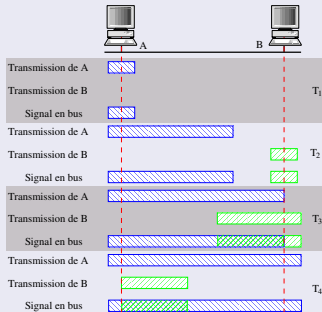 A B
Transmission de A
Transmission de B T1
Signal en bus
Transmission de A
Transmission de B T2
Signal en bus
Transmission de A
Transmission de B T3
Signal en bus
Transmission de A
Transmission de B T4
Signal en bus